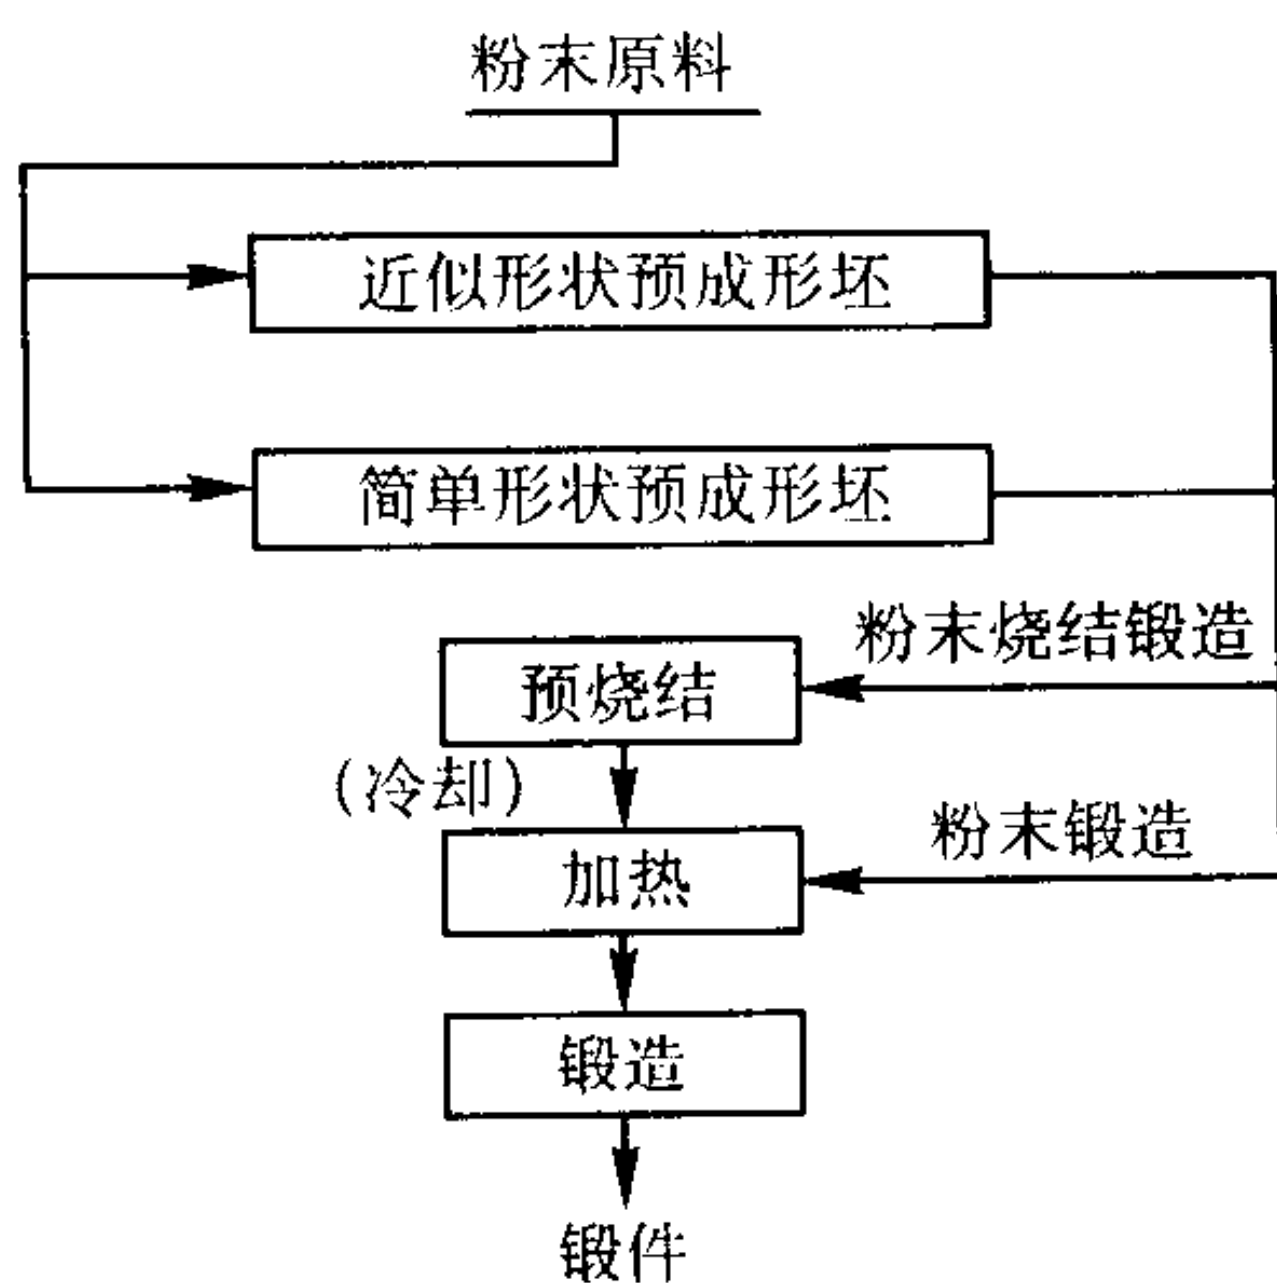 粉末原料
近似形状预成形坯
简单形状预成形坯
粉末烧结锻造
预烧结
(冷却)
粉末锻造
加热
锻造
锻件